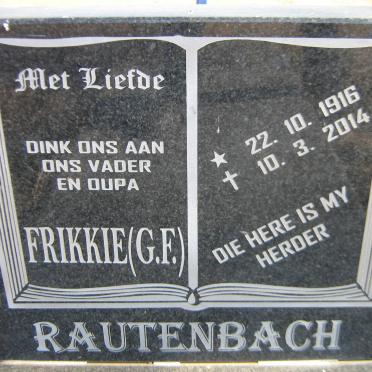 Met Liefde
DINK ONS AAN
ONS VADER
EN OUPA
FRIKKIE(G.F.)
★ 22. 10. 1916
✝ 10. 3. 2014
DIE HERE IS MY
HERDER
RAUTENBACH